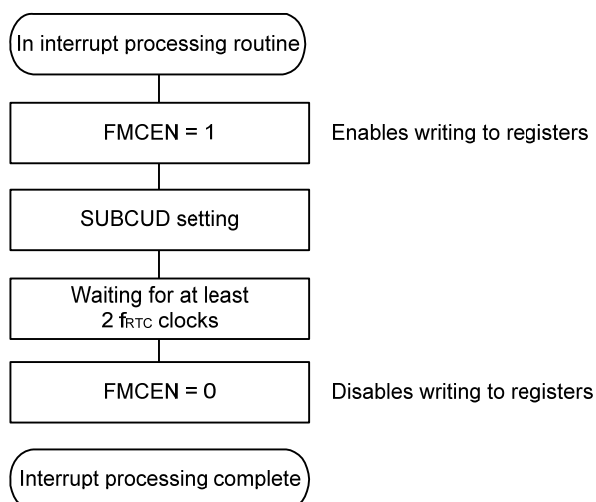 In interrupt processing routine
FMCEN = 1
Enables writing to registers
SUBCUD setting
Waiting for at least
2 fRTC clocks
FMCEN = 0
Disables writing to registers
Interrupt processing complete